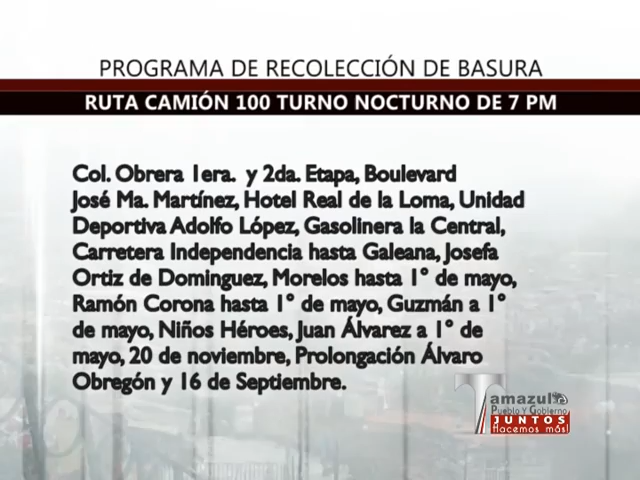 PROGRAMA DE RECOLECCIÓN DE BASURA
RUTA CAMIÓN 100 TURNO NOCTURNO DE 7 PM
Col. Obrera 1era. y 2da. Etapa, Boulevard
José Ma. Martínez, Hotel Real de la Loma, Unidad
Deportiva Adolfo López, Gasolinera la Central,
Carretera Independencia hasta Galeana, Josefa
Ortiz de Dominguez, Morelos hasta 1° de mayo,
Ramón Corona hasta 1° de mayo, Guzmán a 1°
de mayo, Niños Héroes, Juan Álvarez a 1° de
mayo, 20 de noviembre, Prolongación Álvaro
Obregón y 16 de Septiembre.
Tamazula
Pueblo Y Gobierno
JUNTOS
Hacemos más!